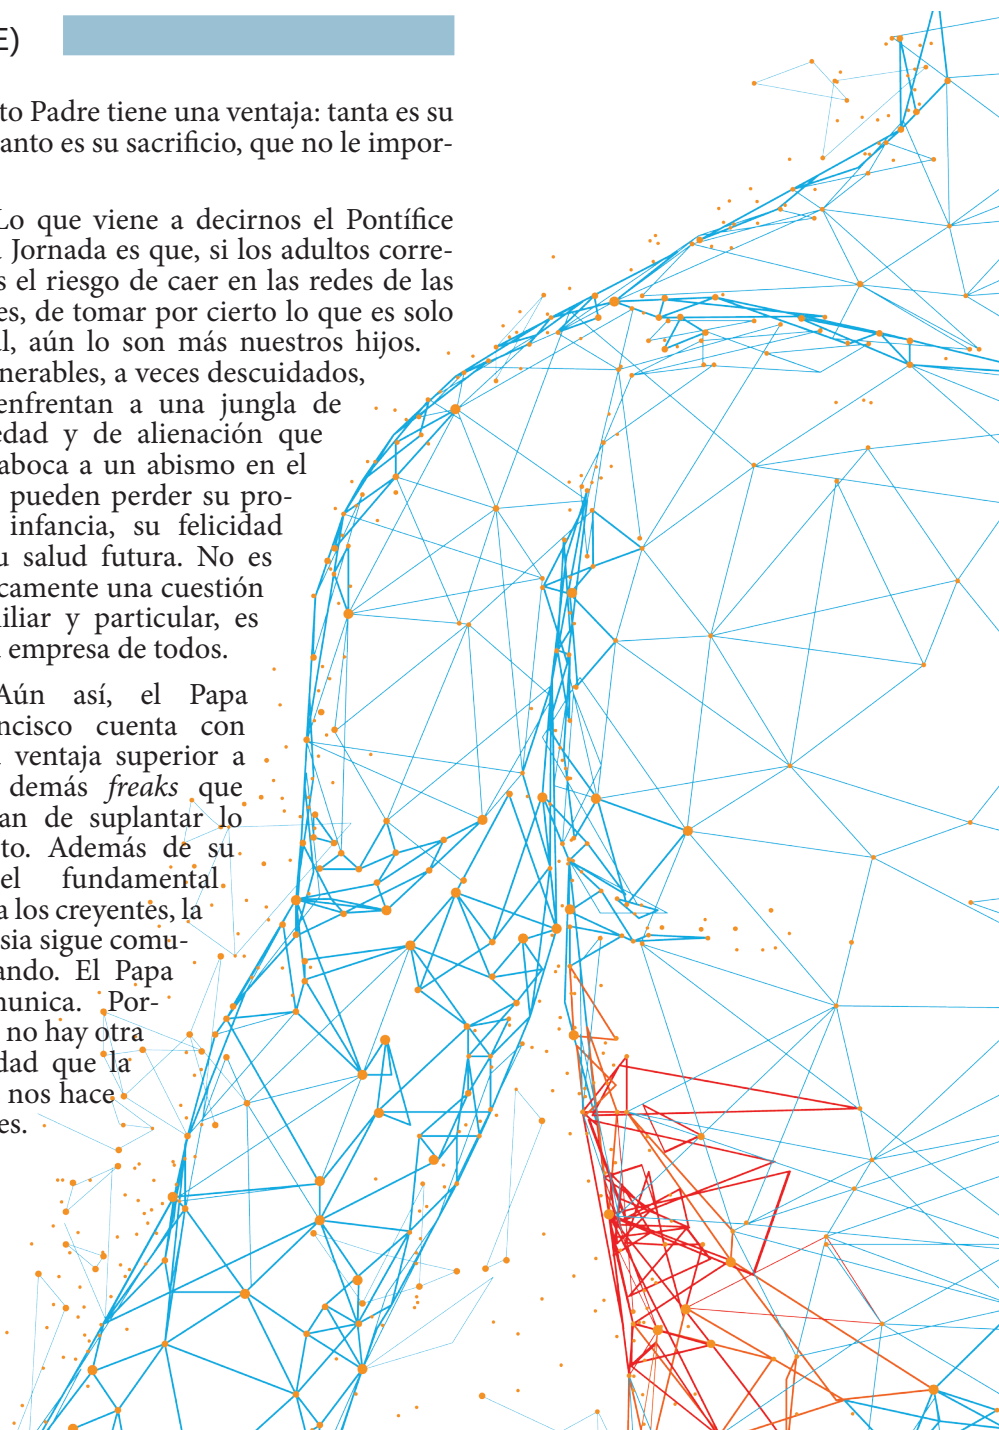 E)
to Padre tiene una ventaja: tanta es su
anto es su sacrificio, que no le impor-
Lo que viene a decirnos el Pontífice
Jornada es que, si los adultos corre-
s el riesgo de caer en las redes de las
es, de tomar por cierto lo que es solo
l, aún lo son más nuestros hijos.
nerables, a veces descuidados,
enfrentan a una jungla de
edad y de alienación que
aboca a un abismo en el
pueden perder su pro-
infancia, su felicidad
u salud futura. No es
camente una cuestión
iliar y particular, es
empresa de todos.
Aún así, el Papa
ncisco cuenta con
ventaja superior a
demás freaks que
an de suplantar lo
to. Además de su
el fundamental
a los creyentes, la
sia sigue comu-
ando. El Papa
unica. Por-
no hay otra
dad que la
nos hace
es.